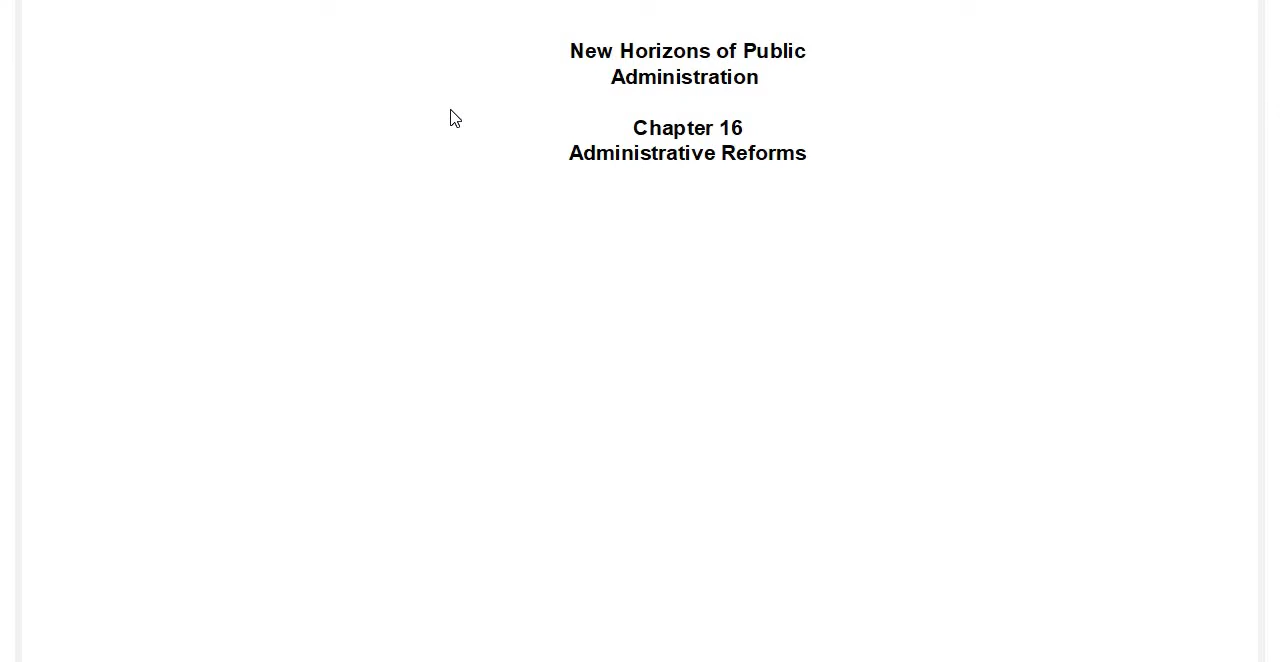 New Horizons of Public
Administration
Chapter 16
Administrative Reforms